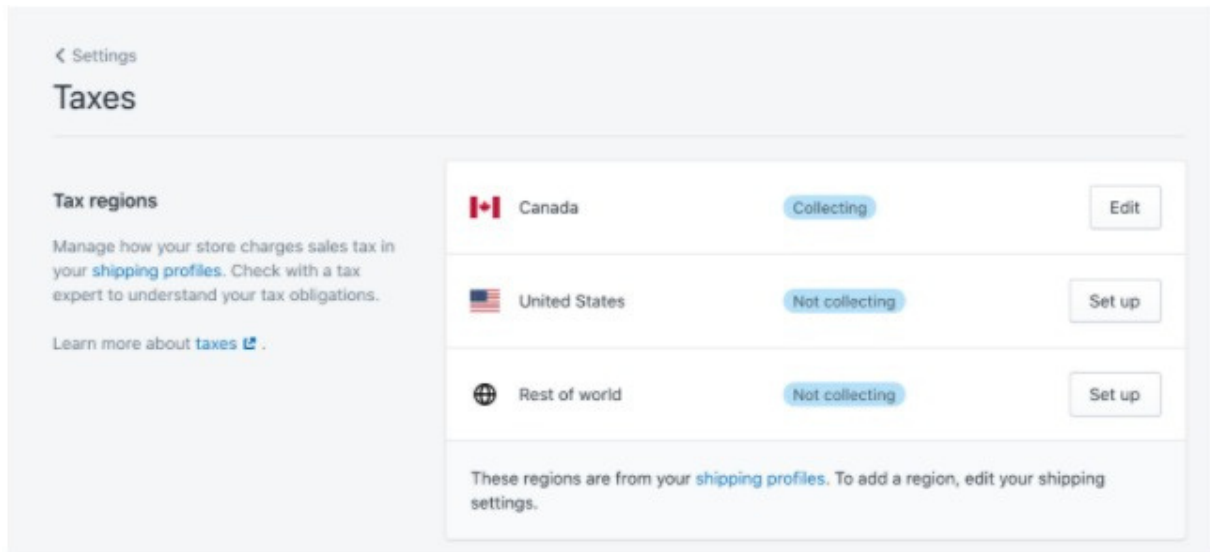 Settings
Taxes
Tax regions
Manage how your store charges sales tax in
your shipping profiles. Check with a tax
expert to understand your tax obligations.
Learn more about taxes .
Canada Collecting Edit
United States Not collecting Set up
Rest of world Not collecting Set up
These regions are from your shipping profiles. To add a region, edit your shipping
settings.